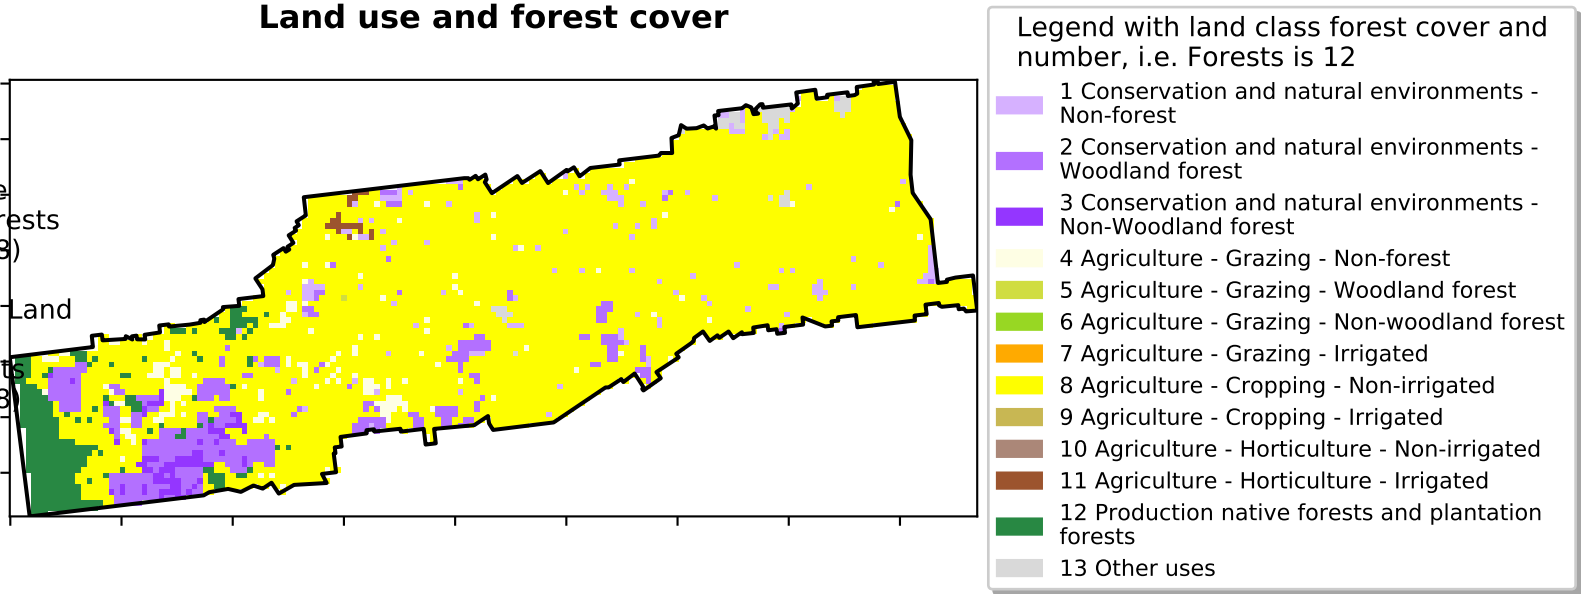 Land use and forest cover
e
rests
8)
Land
ts
8
Legend with land class forest cover and
number, i.e. Forests is 12
1 Conservation and natural environments -
Non-forest
2 Conservation and natural environments -
Woodland forest
3 Conservation and natural environments -
Non-Woodland forest
4 Agriculture - Grazing - Non-forest
5 Agriculture - Grazing - Woodland forest
6 Agriculture - Grazing - Non-woodland forest
7 Agriculture - Grazing - Irrigated
8 Agriculture - Cropping - Non-irrigated
9 Agriculture - Cropping - Irrigated
10 Agriculture - Horticulture - Non-irrigated
11 Agriculture - Horticulture - Irrigated
12 Production native forests and plantation
forests
13 Other uses